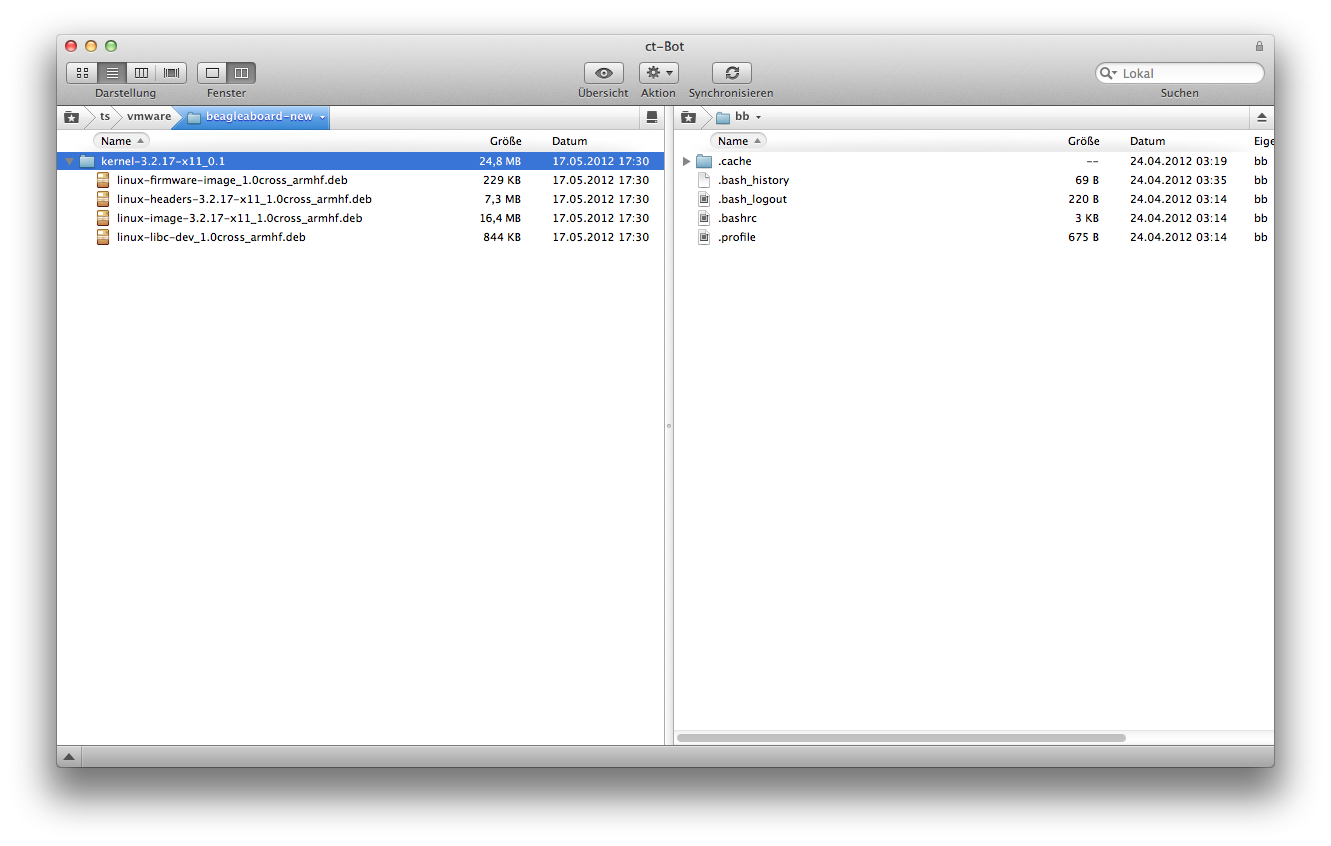 ct-Bot
Lokal
Darstellung Fenster Übersicht Aktion Synchronisieren Suchen
ts vmware beagleaboard-new
Name Größe Datum
kernel-3.2.17-x11_0.1 24,8 MB 17.05.2012 17:30
linux-firmware-image_1.0cross_armhf.deb 229 KB 17.05.2012 17:30
linux-headers-3.2.17-x11_1.0cross_armhf.deb 7,3 MB 17.05.2012 17:30
linux-image-3.2.17-x11_1.0cross_armhf.deb 16,4 MB 17.05.2012 17:30
linux-libc-dev_1.0cross_armhf.deb 844 KB 17.05.2012 17:30
bb
Name Größe Datum Eige
.cache -- 24.04.2012 03:19 bb
.bash_history 69 B 24.04.2012 03:35 bb
.bash_logout 220 B 24.04.2012 03:14 bb
.bashrc 3 KB 24.04.2012 03:14 bb
.profile 675 B 24.04.2012 03:14 bb